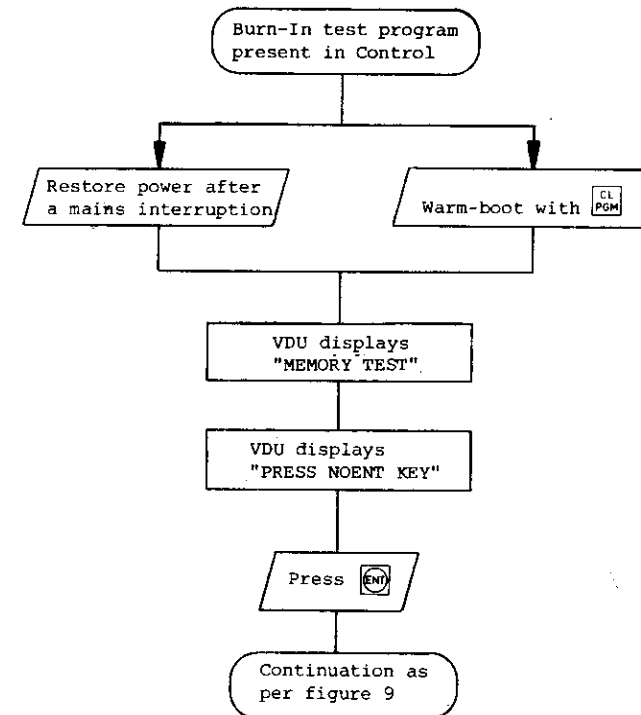 Burn-In test program
present in Control
Restore power after
a mains interruption
Warm-boot with CL PGM
VDU displays
"MEMORY TEST"
VDU displays
"PRESS NOENT KEY"
Press ENT
Continuation as
per figure 9